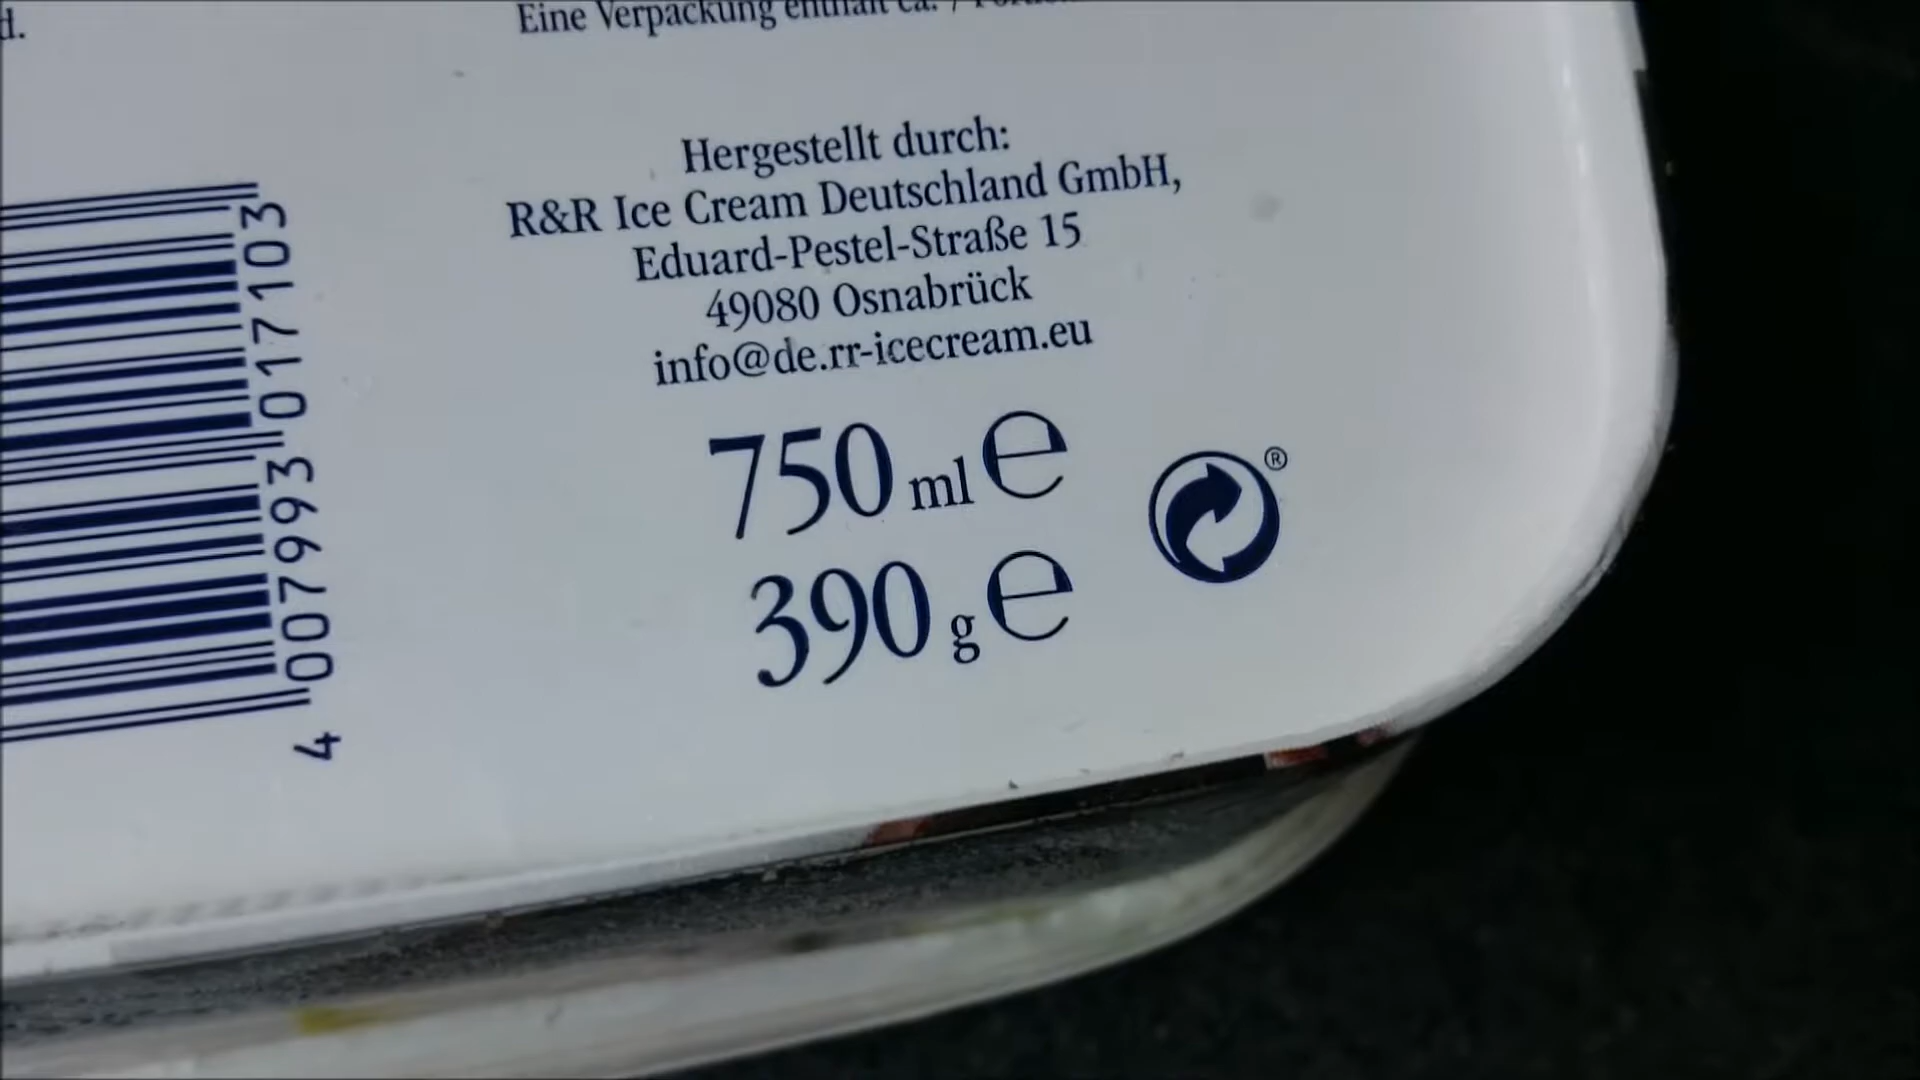 d.
Eine Verpackung enthält ca. 7
Hergestellt durch:
R&R Ice Cream Deutschland GmbH,
Eduard-Pestel-Straße 15
49080 Osnabrück
info@de.rr-icecream.eu
750 ml ℮
390 g ℮
®
4 007993 017103